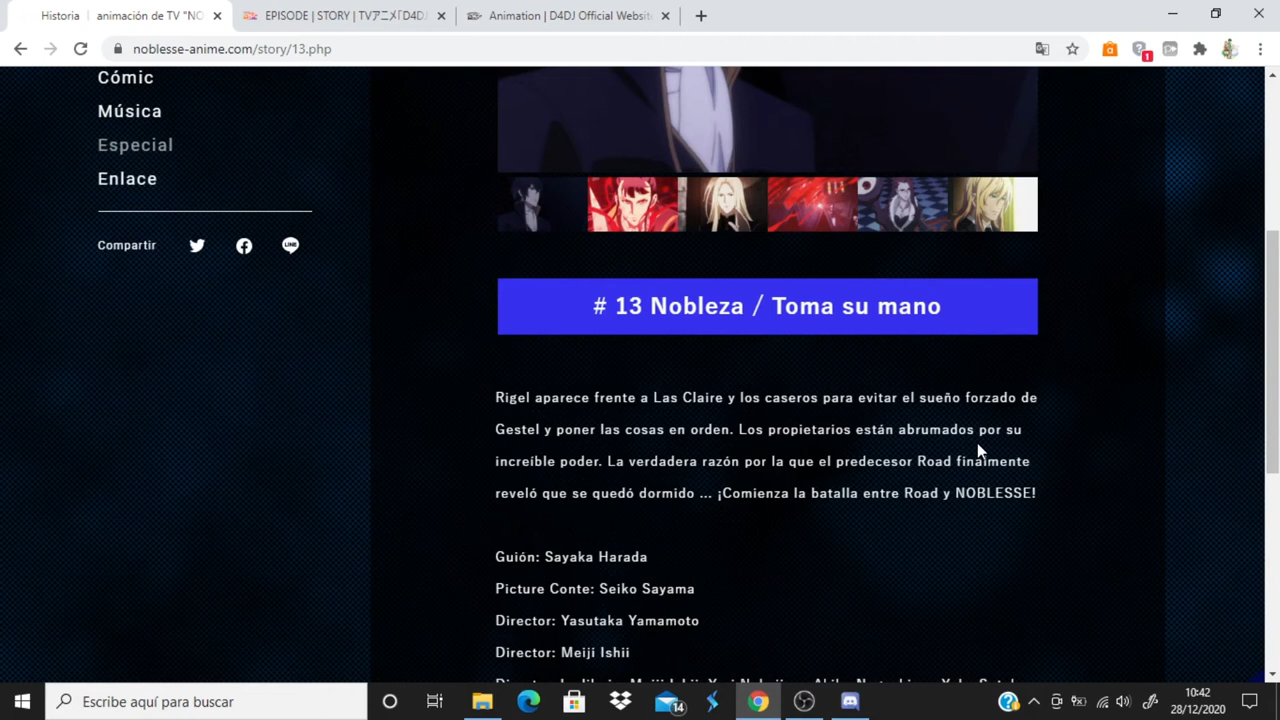 Historia | animación de TV "NO
EPISODE | STORY | TVアニメ「D4DJ
Animation | D4DJ Official Website
noblesse-anime.com/story/13.php
1
Cómic
Música
Especial
Enlace
Compartir
LINE
# 13 Nobleza / Toma su mano
Rigel aparece frente a Las Claire y los caseros para evitar el sueño forzado de
Gestel y poner las cosas en orden. Los propietarios están abrumados por su
increíble poder. La verdadera razón por la que el predecesor Road finalmente
reveló que se quedó dormido ... ¡Comienza la batalla entre Road y NOBLESSE!
Guión: Sayaka Harada
Picture Conte: Seiko Sayama
Director: Yasutaka Yamamoto
Director: Meiji Ishii
Escribe aquí para buscar
14
10:42
28/12/2020